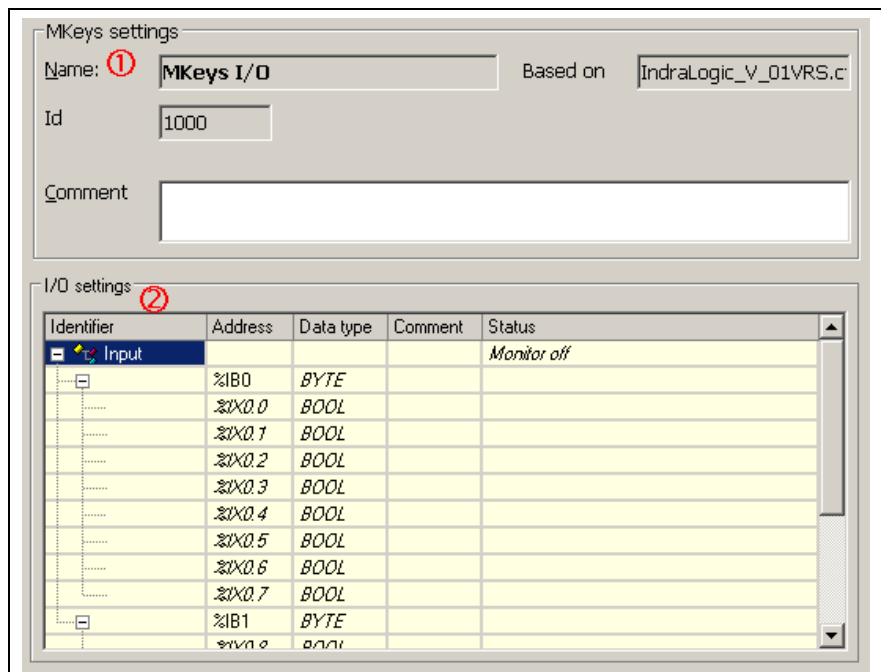 MKeys settings
Name: ① MKeys I/O Based on IndraLogic_V_01VRS.c
Id 1000
Comment
I/O settings ②
Identifier Address Data type Comment Status
Input Monitor off
%IB0 BYTE
%IX0.0 BOOL
%IX0.1 BOOL
%IX0.2 BOOL
%IX0.3 BOOL
%IX0.4 BOOL
%IX0.5 BOOL
%IX0.6 BOOL
%IX0.7 BOOL
%IB1 BYTE